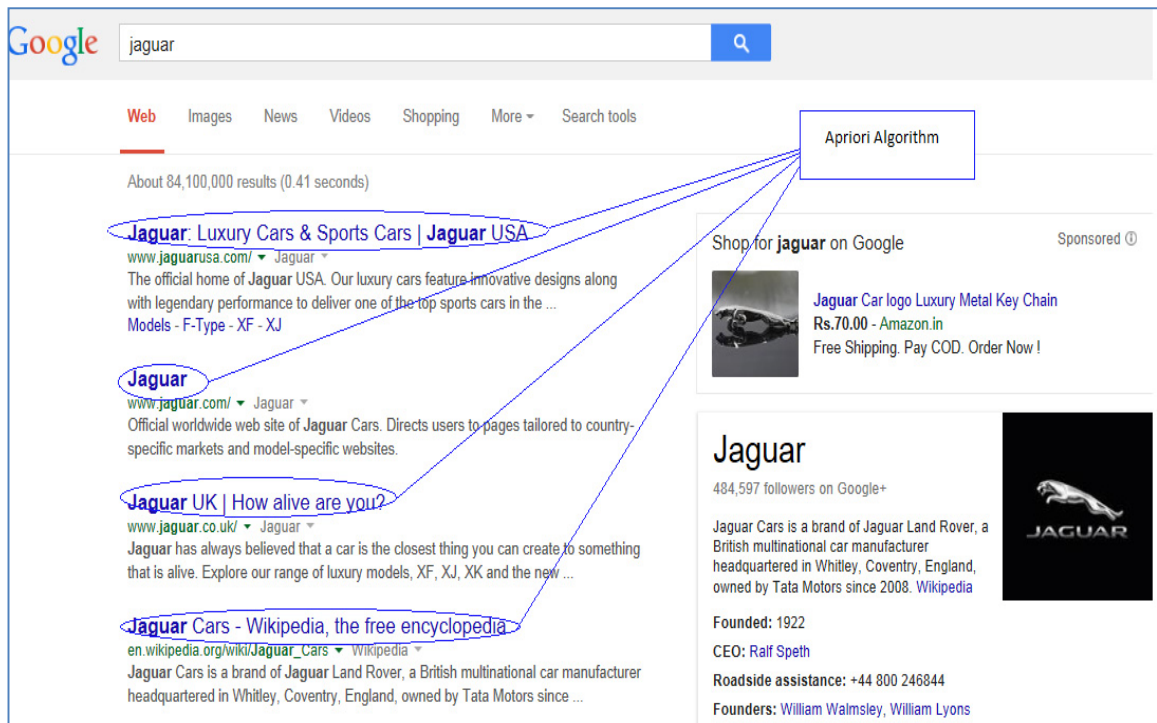 Google
jaguar
Web Images News Videos Shopping More Search tools
Apriori Algorithm
About 84,100,000 results (0.41 seconds)
Jaguar: Luxury Cars & Sports Cars | Jaguar USA
www.jaguarusa.com/ Jaguar
The official home of Jaguar USA. Our luxury cars feature innovative designs along
with legendary performance to deliver one of the top sports cars in the ...
Models - F-Type - XF - XJ
Jaguar
www.jaguar.com/ Jaguar
Official worldwide web site of Jaguar Cars. Directs users to pages tailored to country-
specific markets and model-specific websites.
Jaguar UK | How alive are you?
www.jaguar.co.uk/ Jaguar
Jaguar has always believed that a car is the closest thing you can create to something
that is alive. Explore our range of luxury models, XF, XJ, XK and the new ...
Jaguar Cars - Wikipedia, the free encyclopedia
en.wikipedia.org/wiki/Jaguar_Cars Wikipedia
Jaguar Cars is a brand of Jaguar Land Rover, a British multinational car manufacturer
headquartered in Whitley, Coventry, England, owned by Tata Motors since ...
Shop for jaguar on Google Sponsored
Jaguar Car logo Luxury Metal Key Chain
Rs.70.00 - Amazon.in
Free Shipping. Pay COD. Order Now !
Jaguar
484,597 followers on Google+
JAGUAR
Jaguar Cars is a brand of Jaguar Land Rover, a
British multinational car manufacturer
headquartered in Whitley, Coventry, England,
owned by Tata Motors since 2008. Wikipedia
Founded: 1922
CEO: Ralf Speth
Roadside assistance: +44 800 246844
Founders: William Walmsley, William Lyons